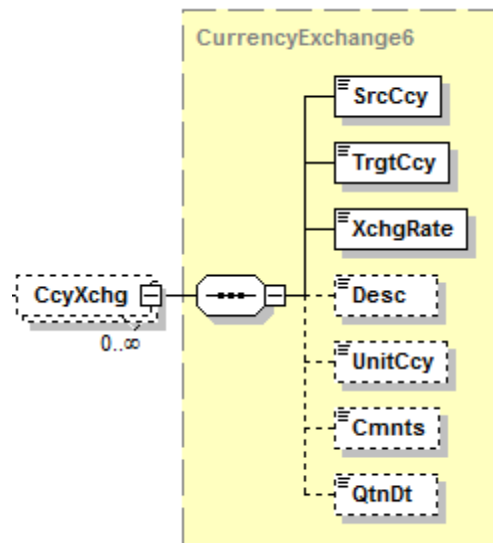 CurrencyExchange6
SrcCcy
TrgtCcy
XchgRate
CcyXchg
0..∞
Desc
UnitCcy
Cmnts
QtnDt